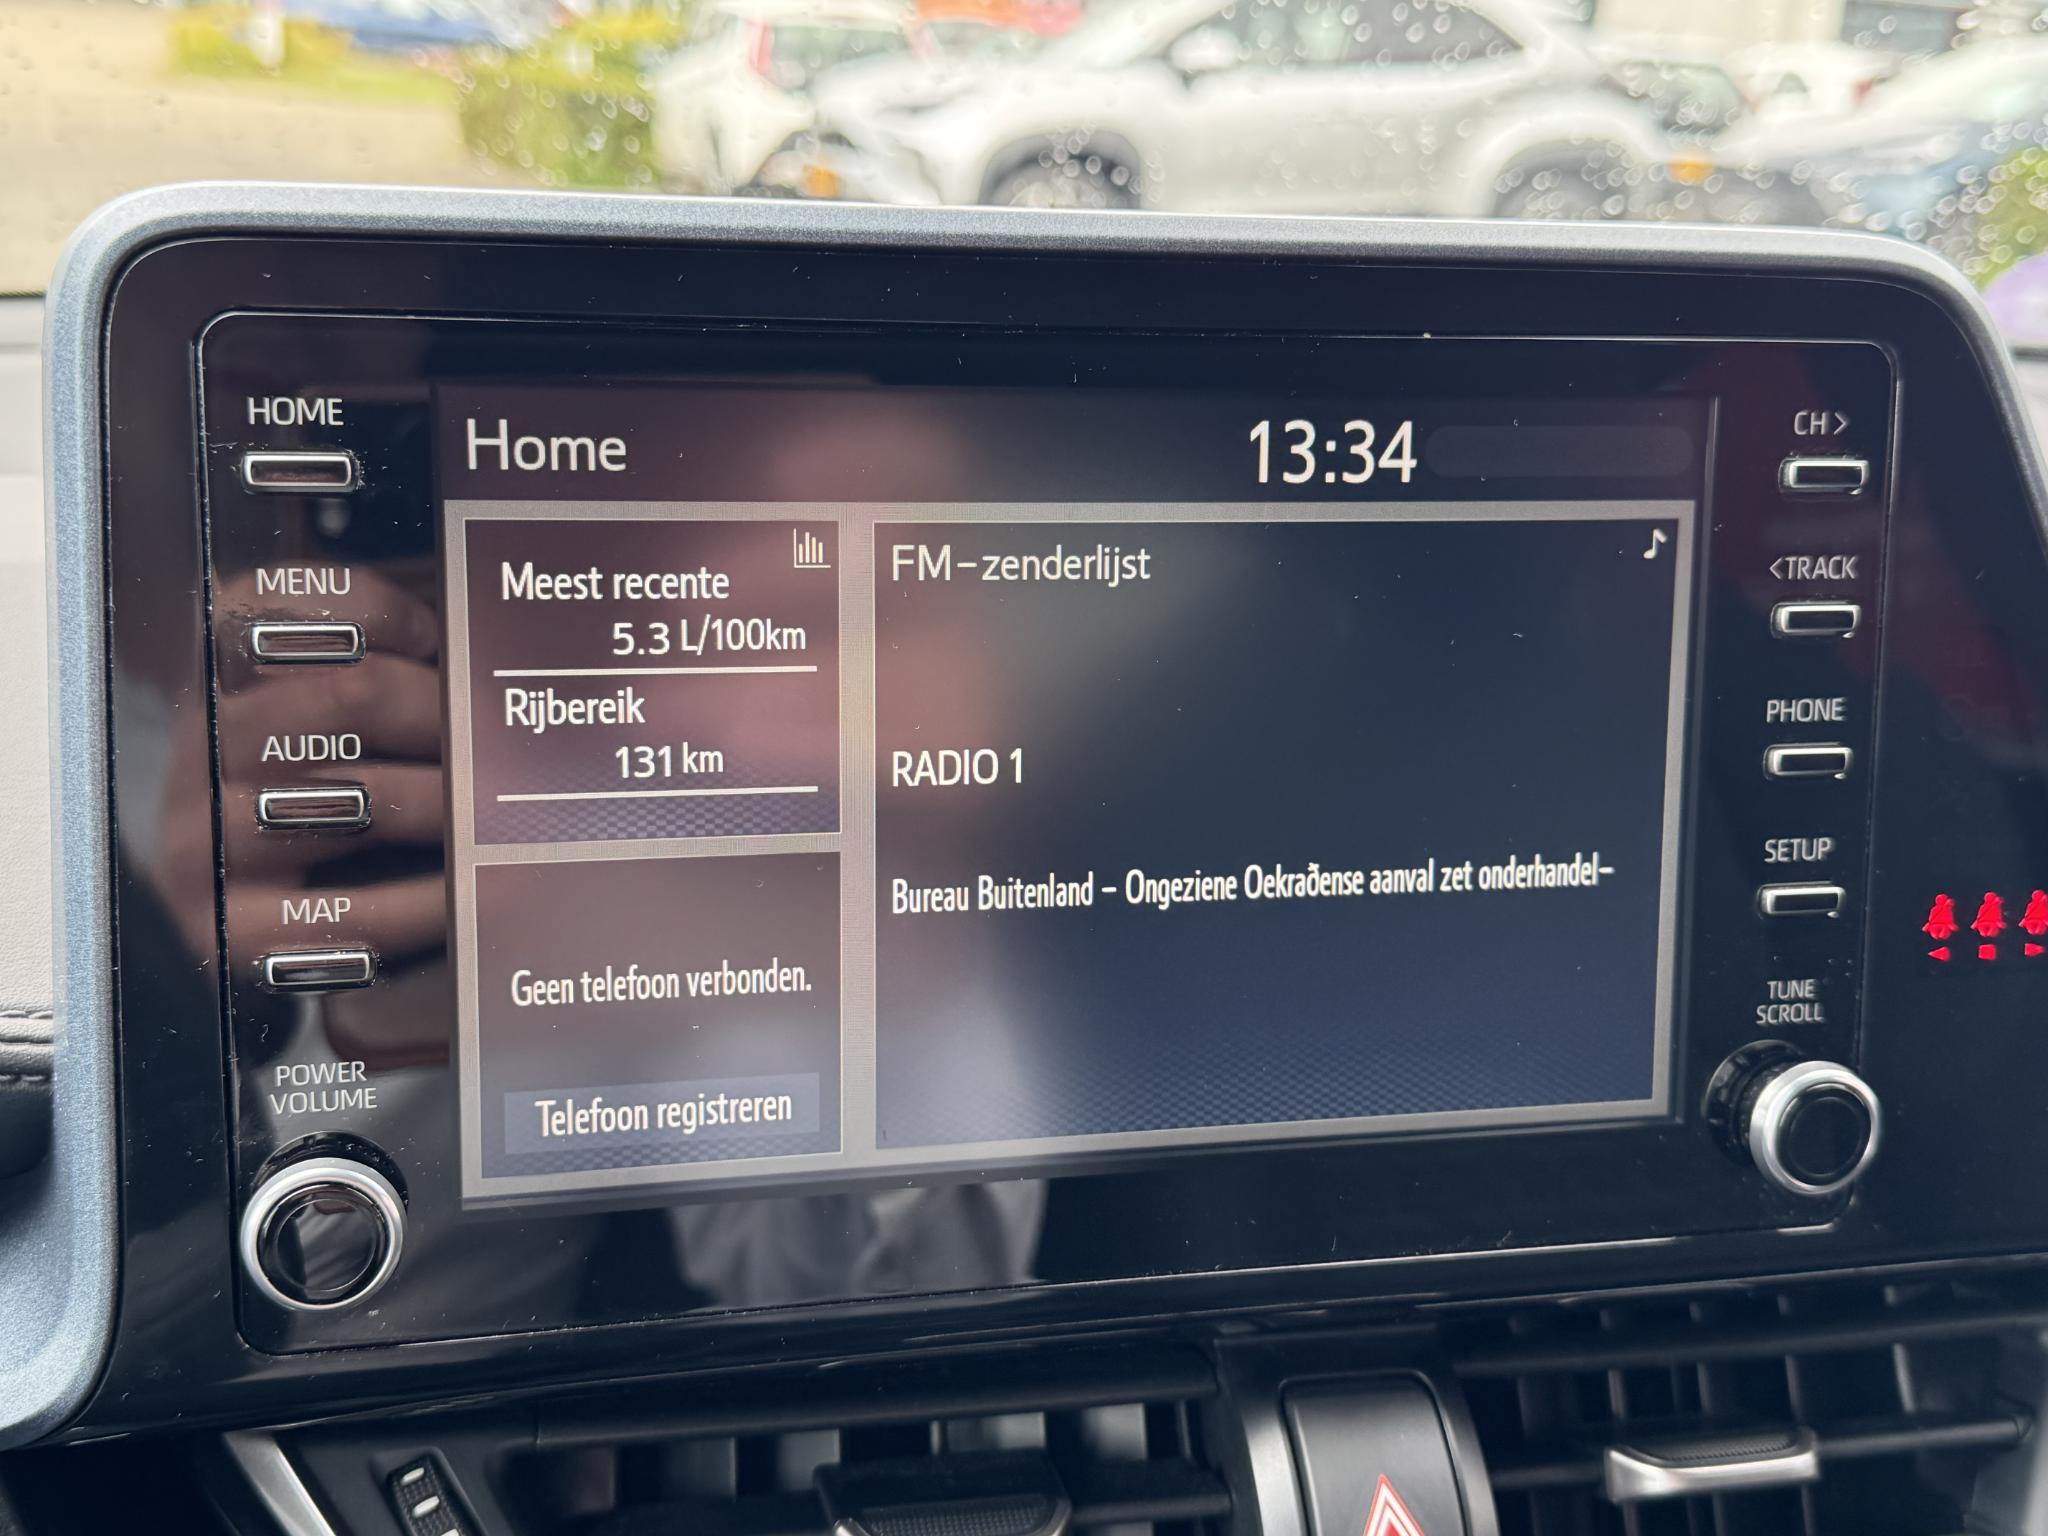 HOME
MENU
AUDIO
MAP
POWER
VOLUME
Home
13:34
Meest recente
5.3 L/100km
Rijbereik
131 km
Geen telefoon verbonden.
Telefoon registreren
FM-zenderlijst
RADIO 1
Bureau Buitenland - Ongeziene Oekraðense aanval zet onderhandel-
CH >
<TRACK
PHONE
SETUP
TUNE
SCROLL